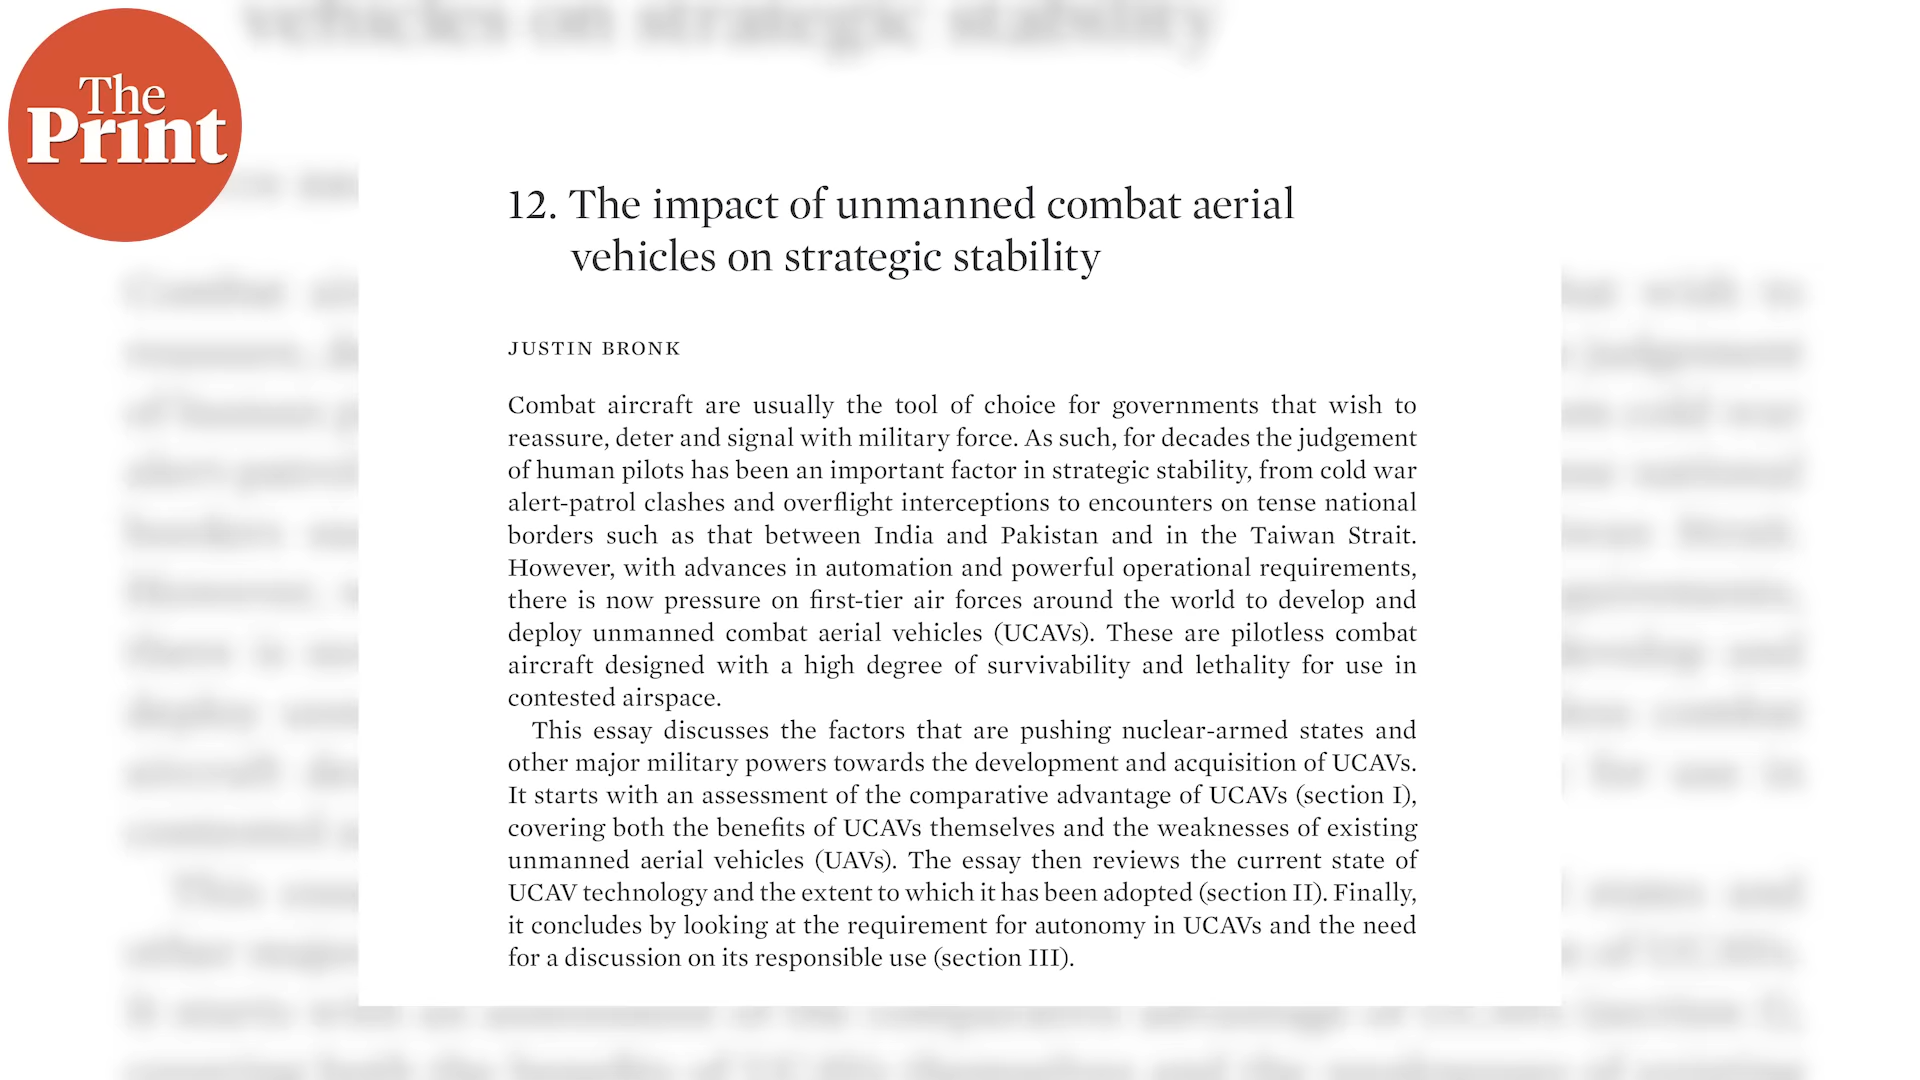 vehicles on strategic stability
The
Print
12. The impact of unmanned combat aerial
vehicles on strategic stability
JUSTIN BRONK
Combat aircraft are usually the tool of choice for governments that wish to
reassure, deter and signal with military force. As such, for decades the judgement
of human pilots has been an important factor in strategic stability, from cold war
alert-patrol clashes and overflight interceptions to encounters on tense national
borders such as that between India and Pakistan and in the Taiwan Strait.
However, with advances in automation and powerful operational requirements,
there is now pressure on first-tier air forces around the world to develop and
deploy unmanned combat aerial vehicles (UCAVs). These are pilotless combat
aircraft designed with a high degree of survivability and lethality for use in
contested airspace.
This essay discusses the factors that are pushing nuclear-armed states and
other major military powers towards the development and acquisition of UCAVs.
It starts with an assessment of the comparative advantage of UCAVs (section I),
covering both the benefits of UCAVs themselves and the weaknesses of existing
unmanned aerial vehicles (UAVs). The essay then reviews the current state of
UCAV technology and the extent to which it has been adopted (section II). Finally,
it concludes by looking at the requirement for autonomy in UCAVs and the need
for a discussion on its responsible use (section III).